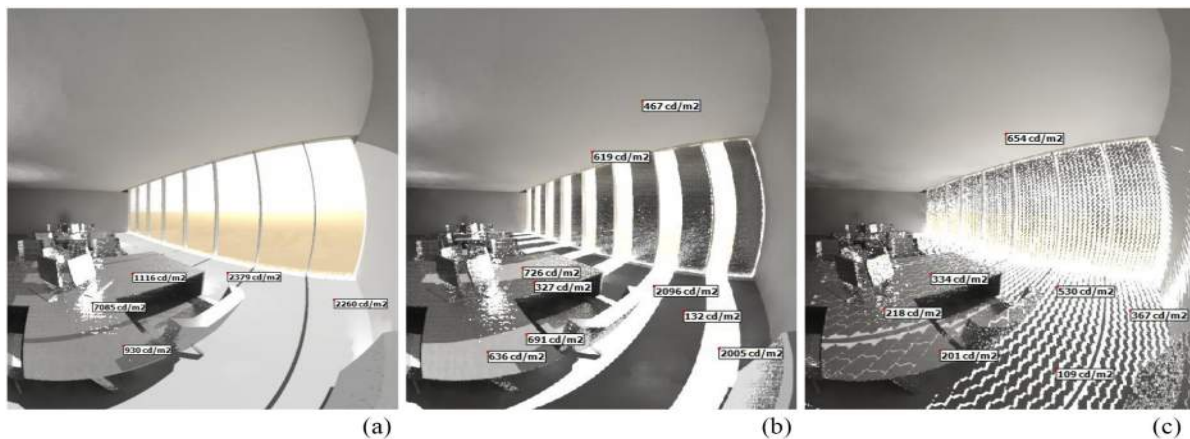 1116 cd/m2
2379 cd/m2
7085 cd/m2
2260 cd/m2
930 cd/m2
(a)
467 cd/m2
619 cd/m2
726 cd/m2
327 cd/m2
2096 cd/m2
132 cd/m2
691 cd/m2
636 cd/m2
2005 cd/m2
(b)
654 cd/m2
334 cd/m2
530 cd/m2
218 cd/m2
367 cd/m2
201 cd/m2
109 cd/m2
(c)